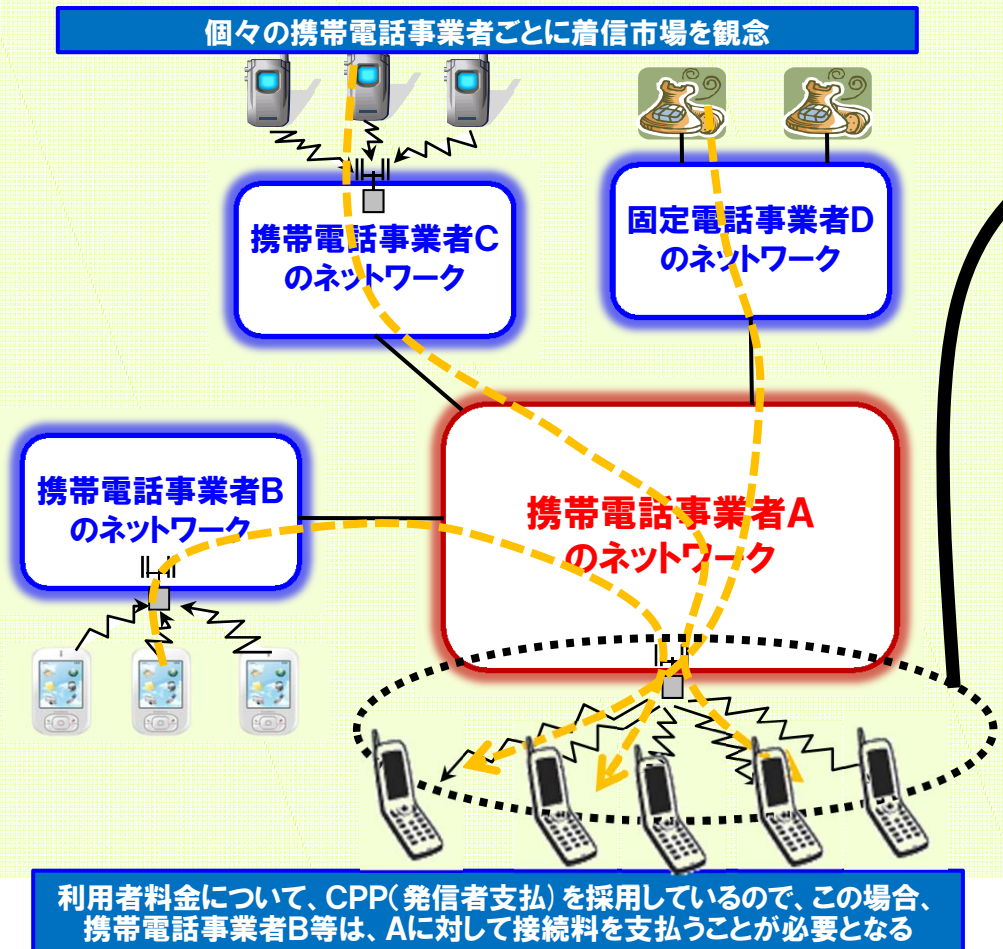 個々の携帯電話事業者ごとに着信市場を観念
携帯電話事業者C
のネットワーク
固定電話事業者D
のネットワーク
携帯電話事業者B
のネットワーク
携帯電話事業者A
のネットワーク
利用者料金について、CPP(発信者支払)を採用しているので、この場合、
携帯電話事業者B等は、Aに対して接続料を支払うことが必要となる